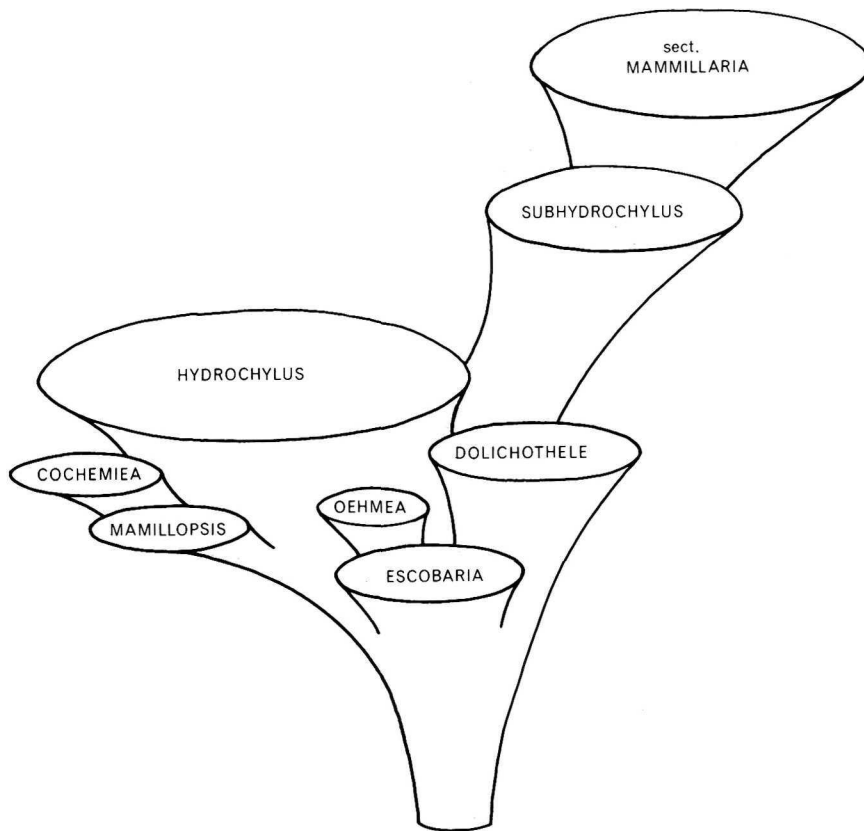 sect.
MAMMILLARIA
SUBHYDROCHYLUS
HYDROCHYLUS
DOLICHOTHELE
COCHEMIEA
OEHMEA
MAMILLOPSIS
ESCOBARIA